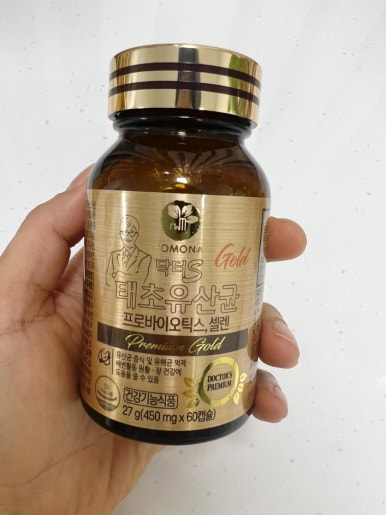 POMONA
Gold
닥터S
태초유산균
프로바이오틱스, 셀렌
Premium Gold
유산균 증식 및 유해균 억제·
배변활동 원활·장 건강에
도움을 줄 수 있음
DOCTOR'S
PREMIUM
건강기능식품
27 g(450 mg x 60캡슐)